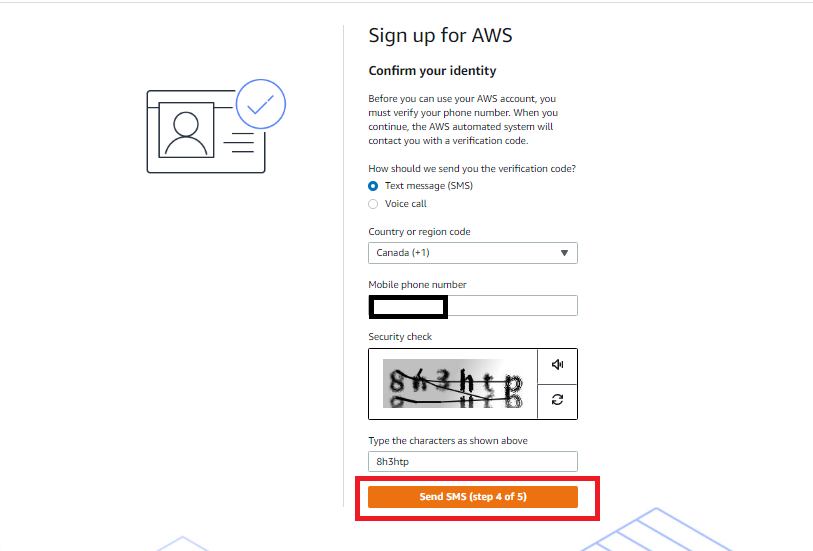 Sign up for AWS
Confirm your identity
Before you can use your AWS account, you
must verify your phone number. When you
continue, the AWS automated system will
contact you with a verification code.
How should we send you the verification code?
Text message (SMS)
Voice call
Country or region code
Canada (+1)
Mobile phone number
Security check
8h3htp
Type the characters as shown above
8h3htp
Send SMS (step 4 of 5)